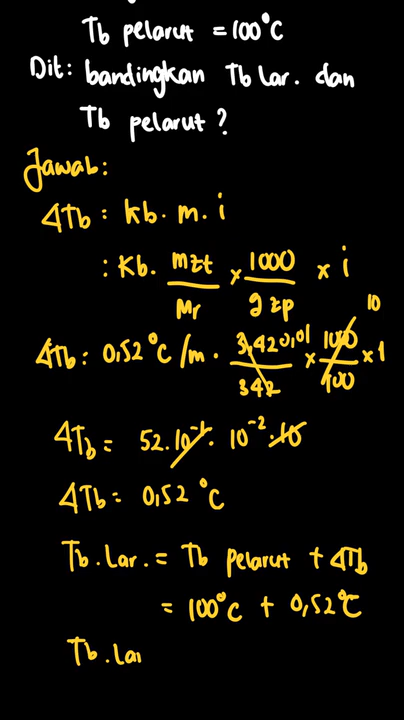 Tb pelarut = 100°C
Dit: bandingkan Tb Lar. dan
Tb pelarut ?
Jawab:
ΔTb : kb. m. i
: Kb. mzt/Mr × 1000/gzp × i
10
ΔTb : 0,52 °C/m . 3,42 0,01/342 × 1000/100 × 1
ΔTb = 52.10⁻¹. 10⁻². 10
ΔTb = 0,52 °C
Tb. Lar. = Tb pelarut + ΔTb
= 100°C + 0,52°C
Tb. Lar